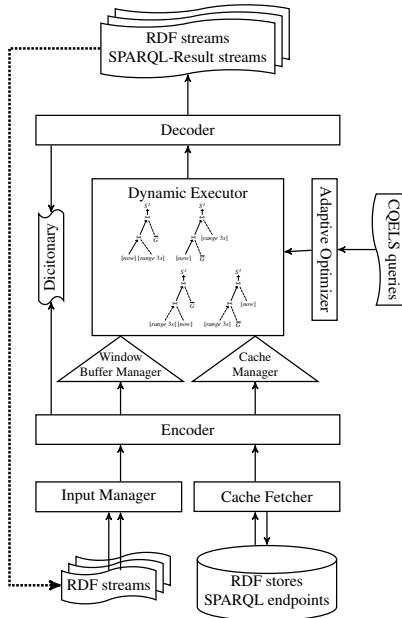 RDF streams
SPARQL-Result streams
Decoder
Dynamic Executor
S′
⋈
⋈
G
[now] [range 3s]
S′
⋈
⋈
[range 3s]
[now]
G
S′
⋈
⋈
G
[range 3s] [now]
S′
⋈
⋈
[now]
[range 3s]
G
Adaptive Optimizer
CQELS queries
Dicitonary
Window
Buffer Manager
Cache
Manager
Encoder
Input Manager
Cache Fetcher
RDF streams
RDF stores
SPARQL endpoints